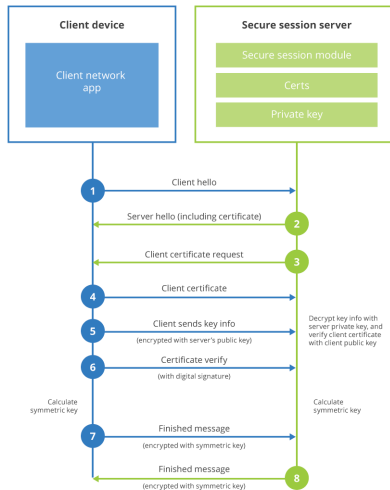 Client device
Secure session server
Client network
app
Secure session module
Certs
Private key
1
Client hello
Server hello (including certificate)
2
Client certificate request
3
4
Client certificate
5
Client sends key info
(encrypted with server's public key)
Decrypt key info with
server private key, and
verify client certificate
with client public key
6
Certificate verify
(with digital signature)
Calculate
symmetric key
Calculate
symmetric key
7
Finished message
(encrypted with symmetric key)
Finished message
(encrypted with symmetric key)
8